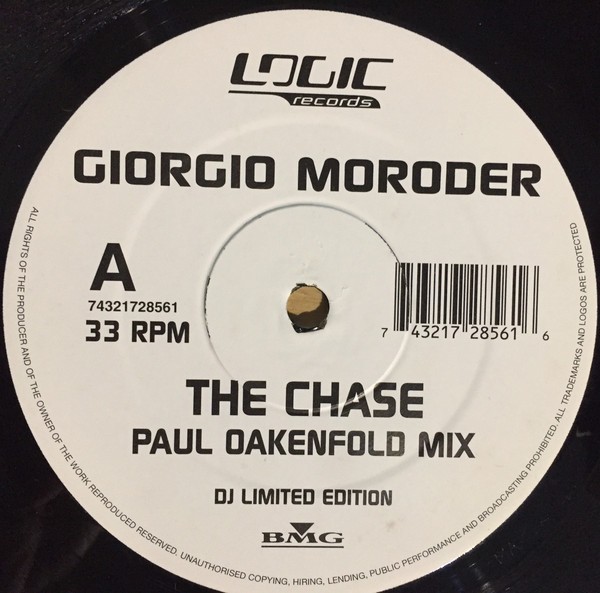 LOGIC
records
GIORGIO MORODER
A
74321728561
33 RPM
7 43217 28561 6
THE CHASE
PAUL OAKENFOLD MIX
DJ LIMITED EDITION
BMG
ALL RIGHTS OF THE PRODUCER AND OF THE OWNER OF THE WORK REPRODUCED RESERVED. UNAUTHORISED COPYING, HIRING, LENDING, PUBLIC PERFORMANCE AND BROADCASTING PROHIBITED. ALL TRADEMARKS AND LOGOS ARE PROTECTED